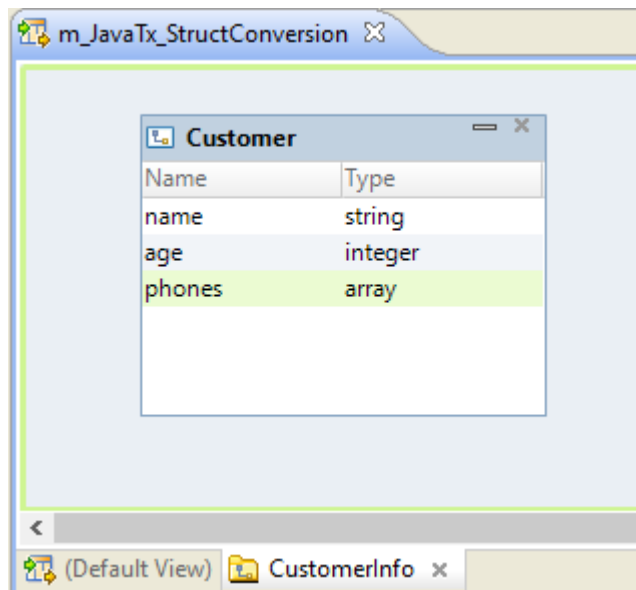 m_JavaTx_StructConversion
Customer
Name Type
name string
age integer
phones array
(Default View) CustomerInfo